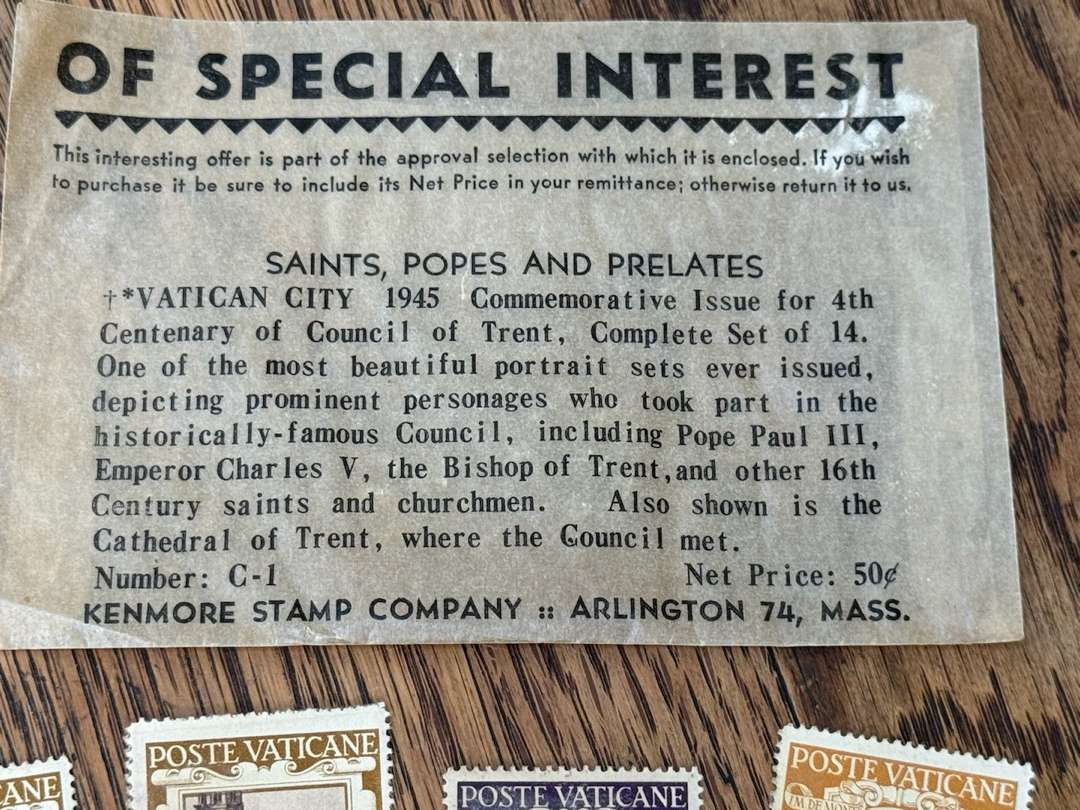 OF SPECIAL INTEREST
This interesting offer is part of the approval selection with which it is enclosed. If you wish
to purchase it be sure to include its Net Price in your remittance; otherwise return it to us.
SAINTS, POPES AND PRELATES
†*VATICAN CITY 1945 Commemorative Issue for 4th
Centenary of Council of Trent, Complete Set of 14.
One of the most beautiful portrait sets ever issued,
depicting prominent personages who took part in the
historically-famous Council, including Pope Paul III,
Emperor Charles V, the Bishop of Trent,and other 16th
Century saints and churchmen. Also shown is the
Cathedral of Trent, where the Council met.
Number: C-1 Net Price: 50¢
KENMORE STAMP COMPANY :: ARLINGTON 74, MASS.
POSTE VATICANE
POSTE VATICANE
POSTE VATICANE